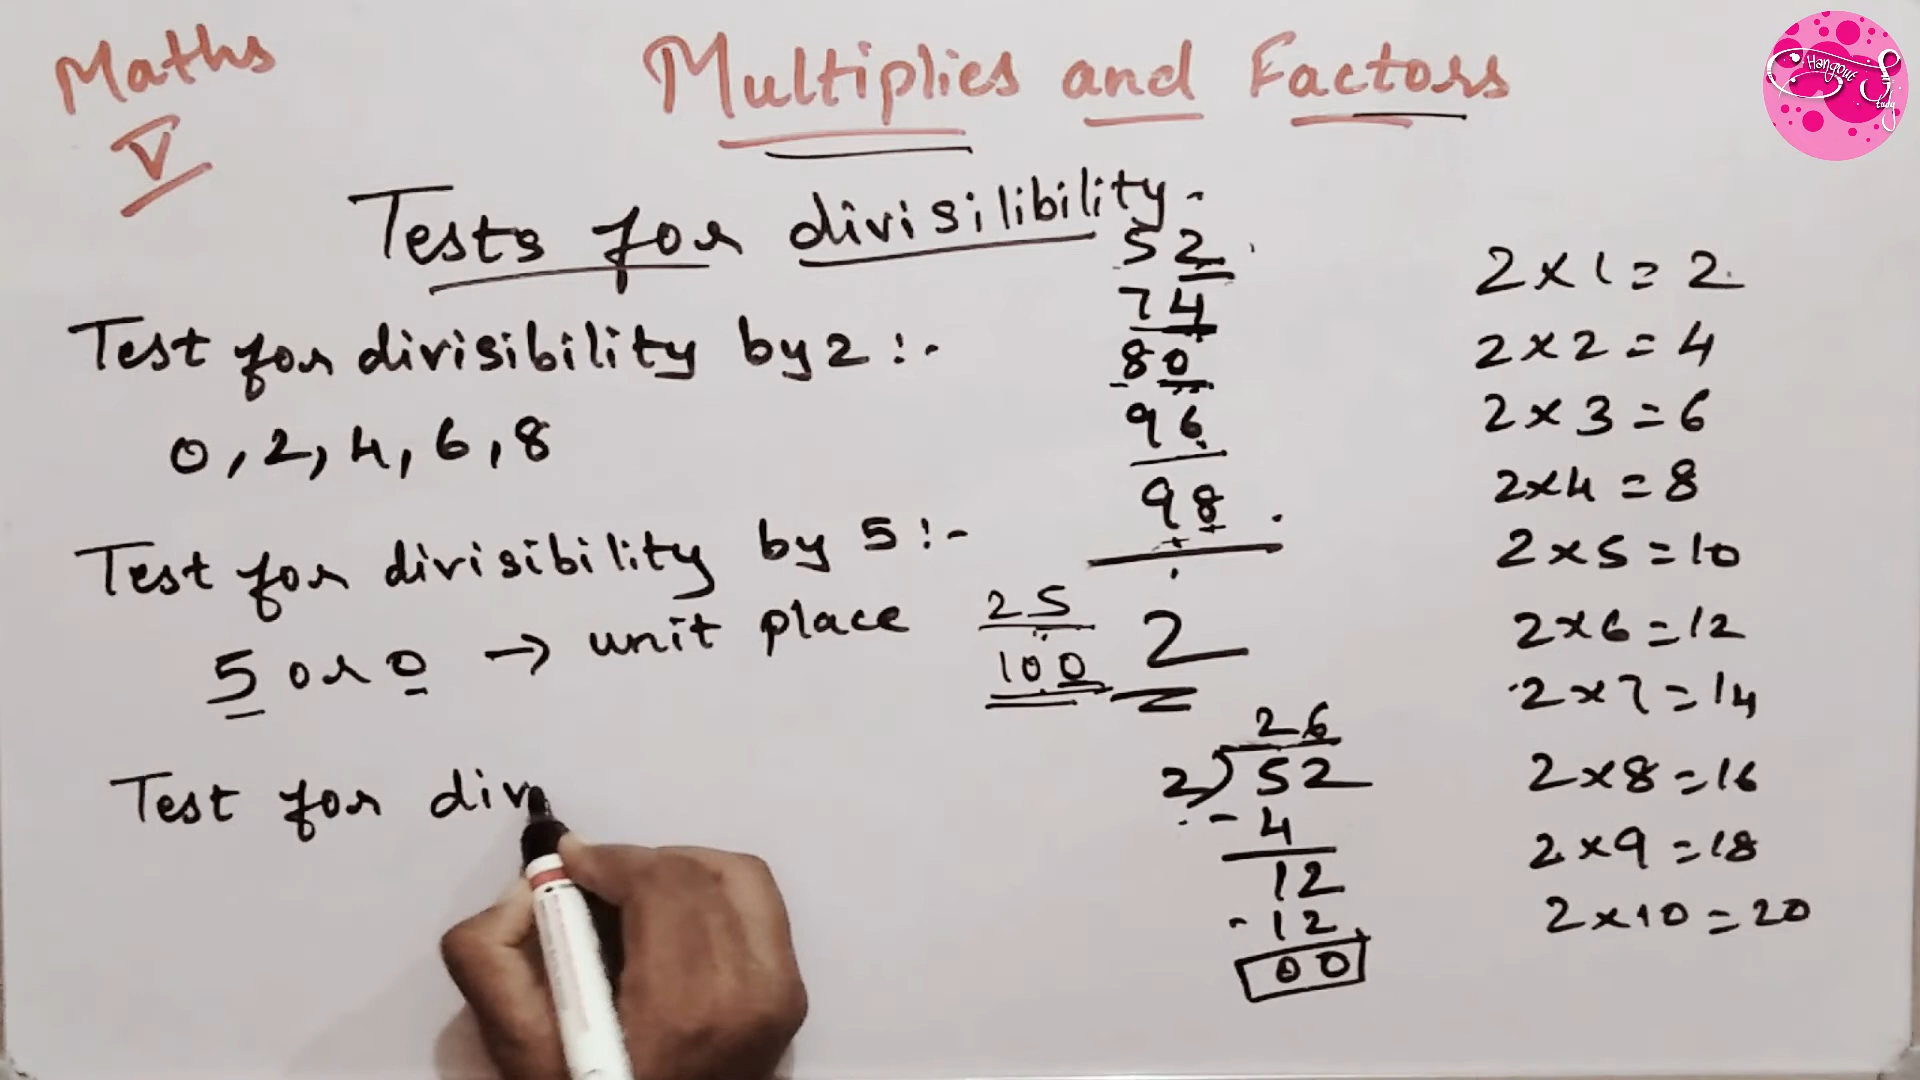 Maths
V
Multiplies and Factors
Tests for divisilibility.
Test for divisibility by 2 :-
0, 2, 4, 6, 8
Test for divisibility by 5 :-
5 or 0 → unit place
Test for div
52
74
80
96
98
2
25
100
26
2) 52
- 4
12
- 12
00
2 x 1 = 2
2 x 2 = 4
2 x 3 = 6
2x4 = 8
2 x 5 = 10
2 x 6 = 12
2 x 7 = 14
2 x 8 = 16
2 x 9 = 18
2 x 10 = 20
Hangout
Study